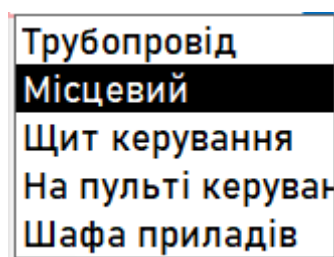 Трубопровід
Місцевий
Щит керування
На пульті керуван
Шафа приладів